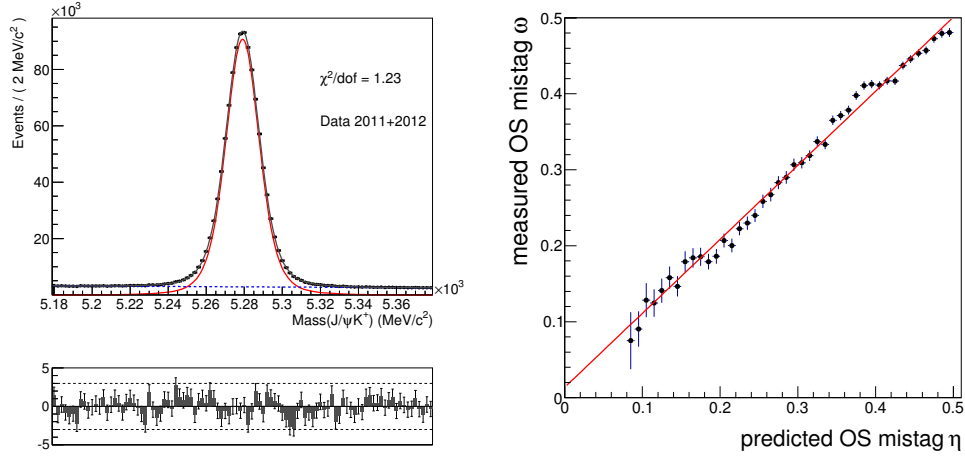 ×10³
80
60
40
20
0
Events / ( 2 MeV/c²)
χ²/dof = 1.23
Data 2011+2012
5.18 5.2 5.22 5.24 5.26 5.28 5.3 5.32 5.34 5.36
×10³
Mass(J/ψK⁺) (MeV/c²)
5
0
-5
measured OS mistag ω
0.5
0.4
0.3
0.2
0.1
0
0 0.1 0.2 0.3 0.4 0.5
predicted OS mistag η